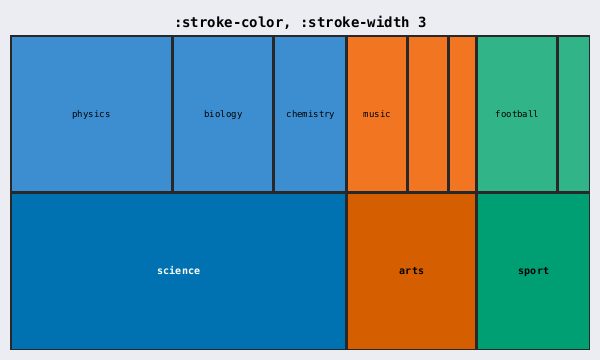 :stroke-color, :stroke-width 3
physics
biology
chemistry
music
football
science
arts
sport